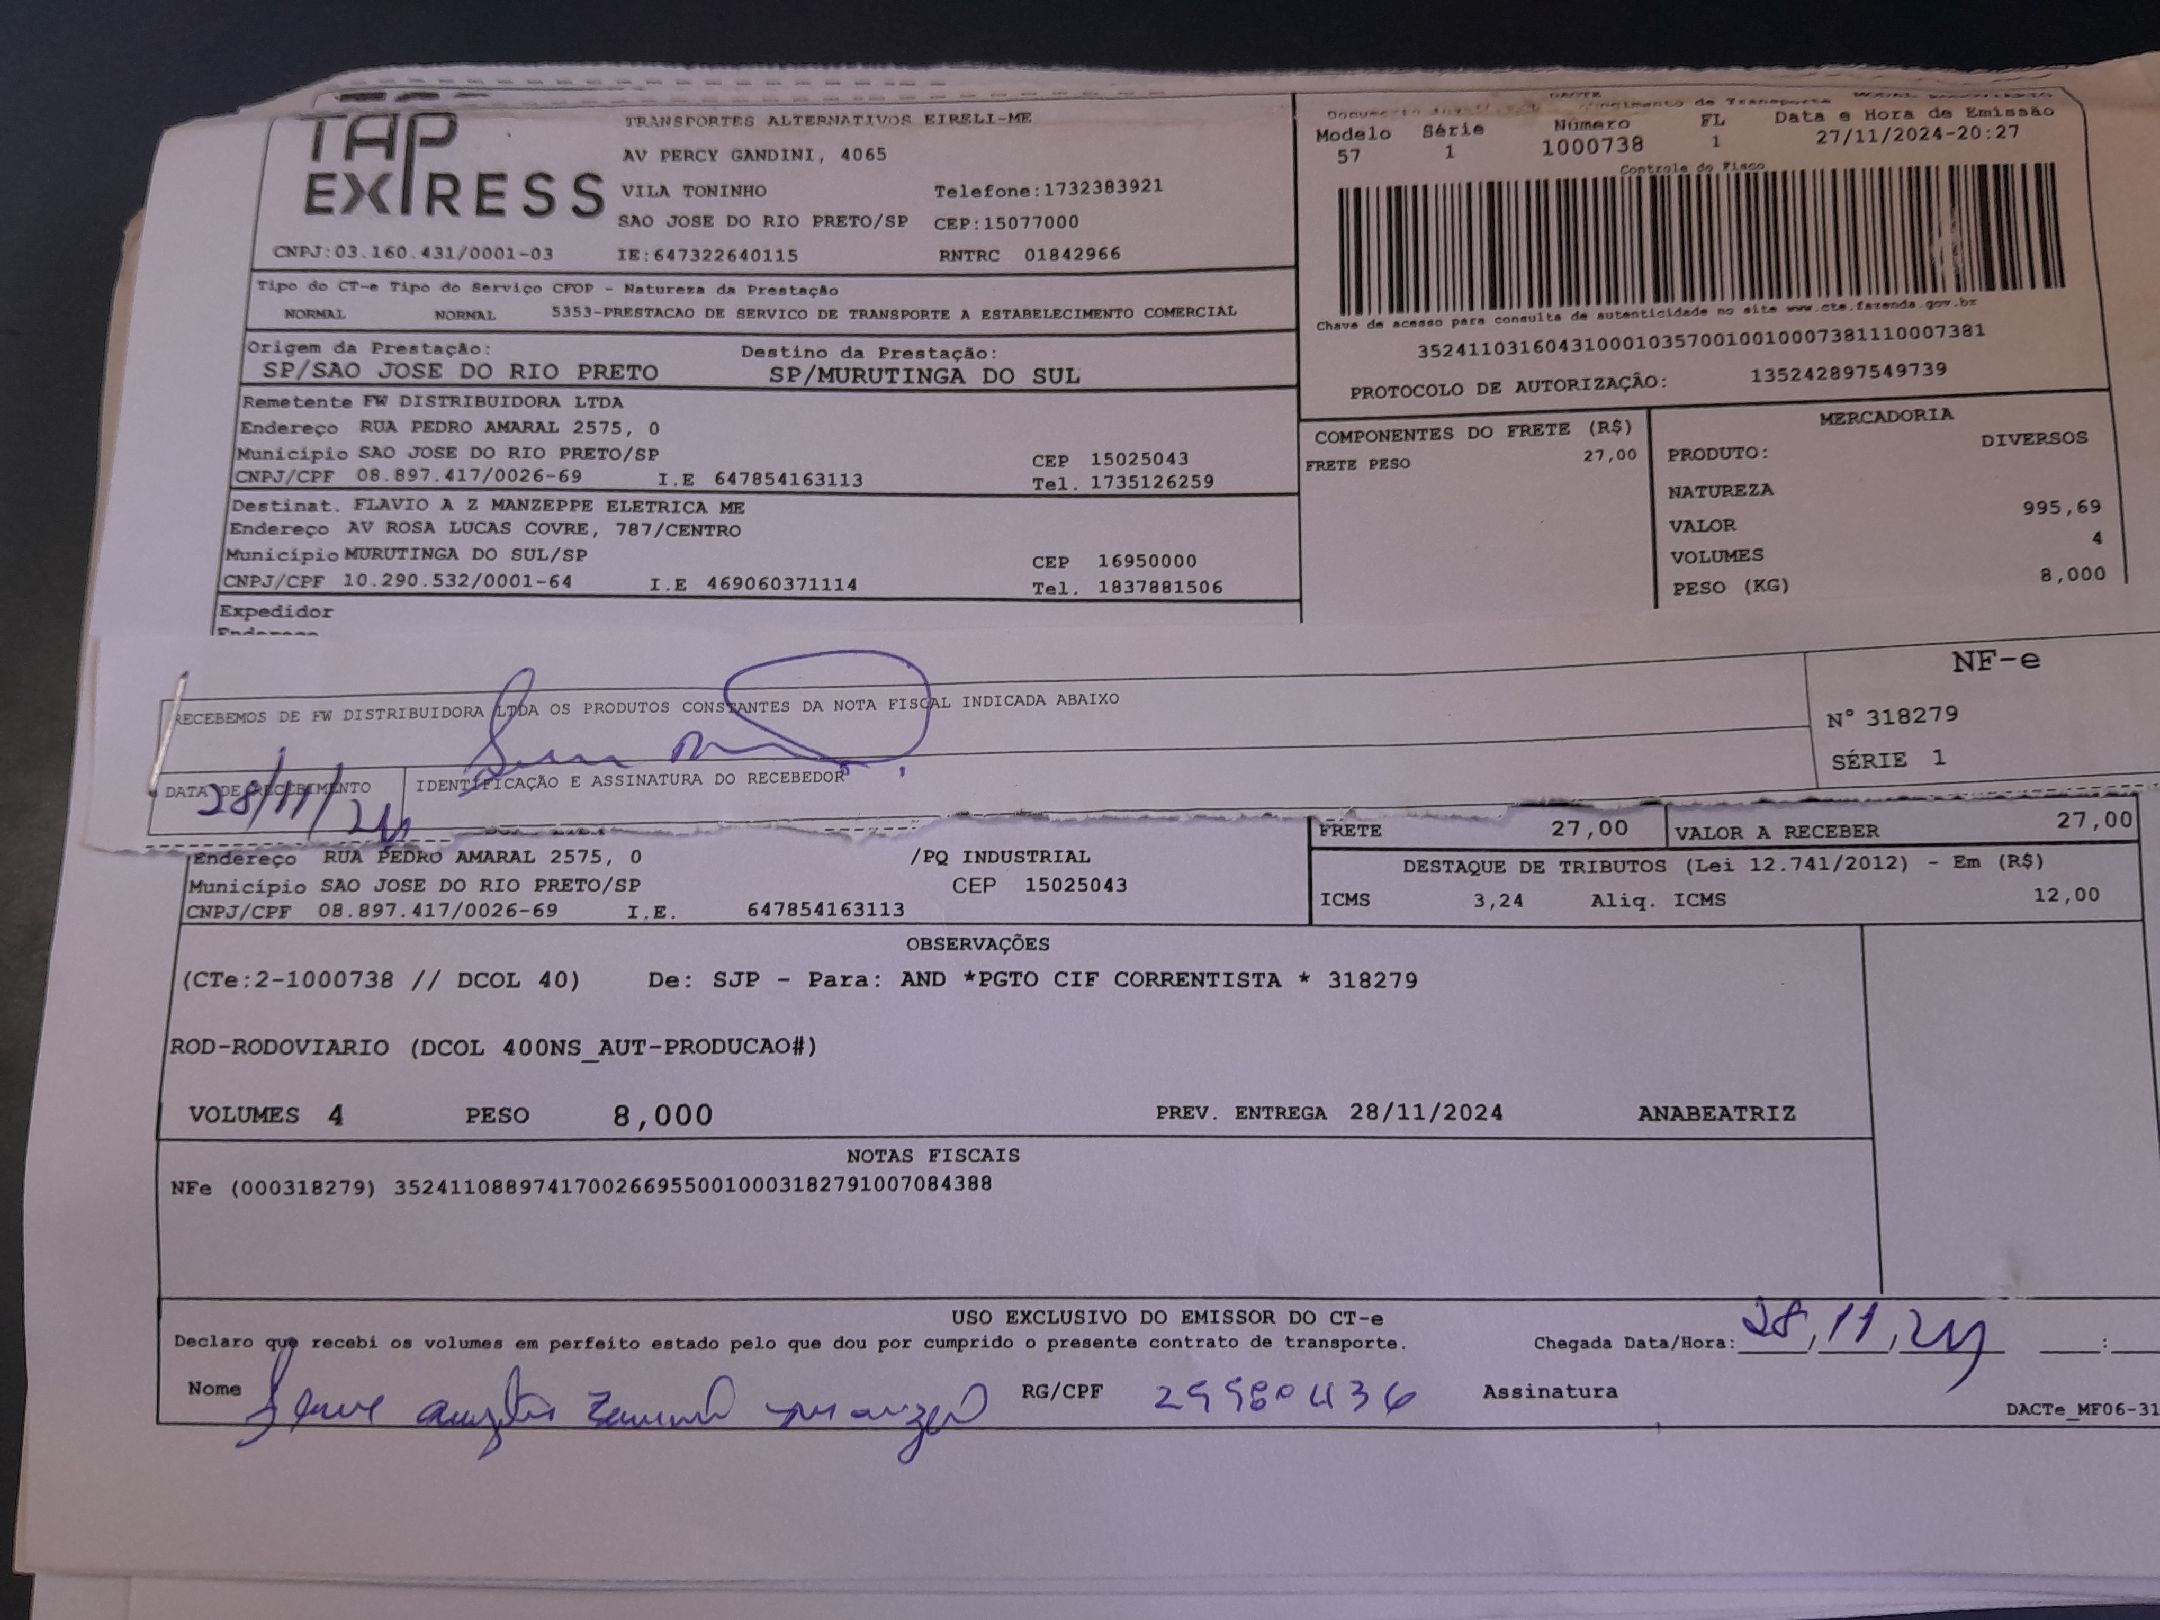 TAP
EXPRESS
TRANSPORTES ALTERNATIVOS EIRELI-ME
AV PERCY GANDINI, 4065
VILA TONINHO Telefone:1732383921
SAO JOSE DO RIO PRETO/SP CEP:15077000
CNPJ:03.160.431/0001-03 IE:647322640115 RNTRC 01842966
Modelo Série Número FL Data e Hora de Emissão
57 1 1000738 1 27/11/2024-20:27
Controle do Fisco
Chave de acesso para consulta de autenticidade no site www.cte.fazenda.gov.br
35241103160431000103570010010007381110007381
PROTOCOLO DE AUTORIZAÇÃO: 135242897549739
Tipo do CT-e Tipo do Serviço CFOP - Natureza da Prestação
NORMAL NORMAL 5353-PRESTACAO DE SERVICO DE TRANSPORTE A ESTABELECIMENTO COMERCIAL
Origem da Prestação: Destino da Prestação:
SP/SAO JOSE DO RIO PRETO SP/MURUTINGA DO SUL
Remetente FW DISTRIBUIDORA LTDA
Endereço RUA PEDRO AMARAL 2575, 0
Município SAO JOSE DO RIO PRETO/SP CEP 15025043
CNPJ/CPF 08.897.417/0026-69 I.E 647854163113 Tel. 1735126259
Destinat. FLAVIO A Z MANZEPPE ELETRICA ME
Endereço AV ROSA LUCAS COVRE, 787/CENTRO
Município MURUTINGA DO SUL/SP CEP 16950000
CNPJ/CPF 10.290.532/0001-64 I.E 469060371114 Tel. 1837881506
Expedidor
COMPONENTES DO FRETE (R$)
FRETE PESO 27,00
MERCADORIA
PRODUTO: DIVERSOS
NATUREZA
VALOR 995,69
VOLUMES 4
PESO (KG) 8,000
RECEBEMOS DE FW DISTRIBUIDORA LTDA OS PRODUTOS CONSTANTES DA NOTA FISCAL INDICADA ABAIXO
DATA DE RECEBIMENTO IDENTIFICAÇÃO E ASSINATURA DO RECEBEDOR
28/11/24
NF-e
N° 318279
SÉRIE 1
Endereço RUA PEDRO AMARAL 2575, 0 /PQ INDUSTRIAL
Município SAO JOSE DO RIO PRETO/SP CEP 15025043
CNPJ/CPF 08.897.417/0026-69 I.E. 647854163113
FRETE 27,00 VALOR A RECEBER 27,00
DESTAQUE DE TRIBUTOS (Lei 12.741/2012) - Em (R$)
ICMS 3,24 Aliq. ICMS 12,00
OBSERVAÇÕES
(CTe:2-1000738 // DCOL 40) De: SJP - Para: AND *PGTO CIF CORRENTISTA * 318279
ROD-RODOVIARIO (DCOL 400NS_AUT-PRODUCAO#)
VOLUMES 4 PESO 8,000 PREV. ENTREGA 28/11/2024 ANABEATRIZ
NOTAS FISCAIS
NFe (000318279) 35241108897417002669550010003182791007084388
USO EXCLUSIVO DO EMISSOR DO CT-e
Declaro que recebi os volumes em perfeito estado pelo que dou por cumprido o presente contrato de transporte. Chegada Data/Hora: 28/11/24 :
Nome RG/CPF Assinatura
DACTe_MF06-31